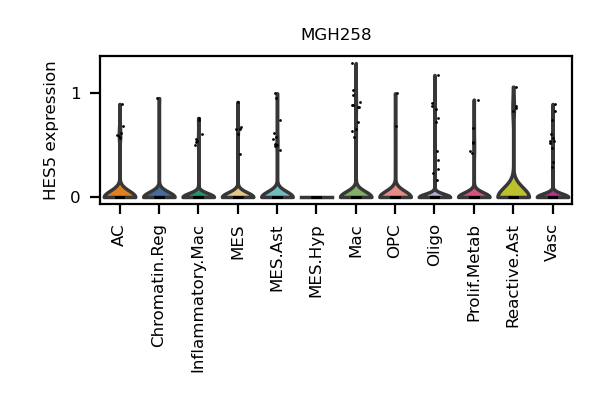 MGH258
HES5 expression
1
0
AC
Chromatin.Reg
Inflammatory.Mac
MES
MES.Ast
MES.Hyp
Mac
OPC
Oligo
Prolif.Metab
Reactive.Ast
Vasc